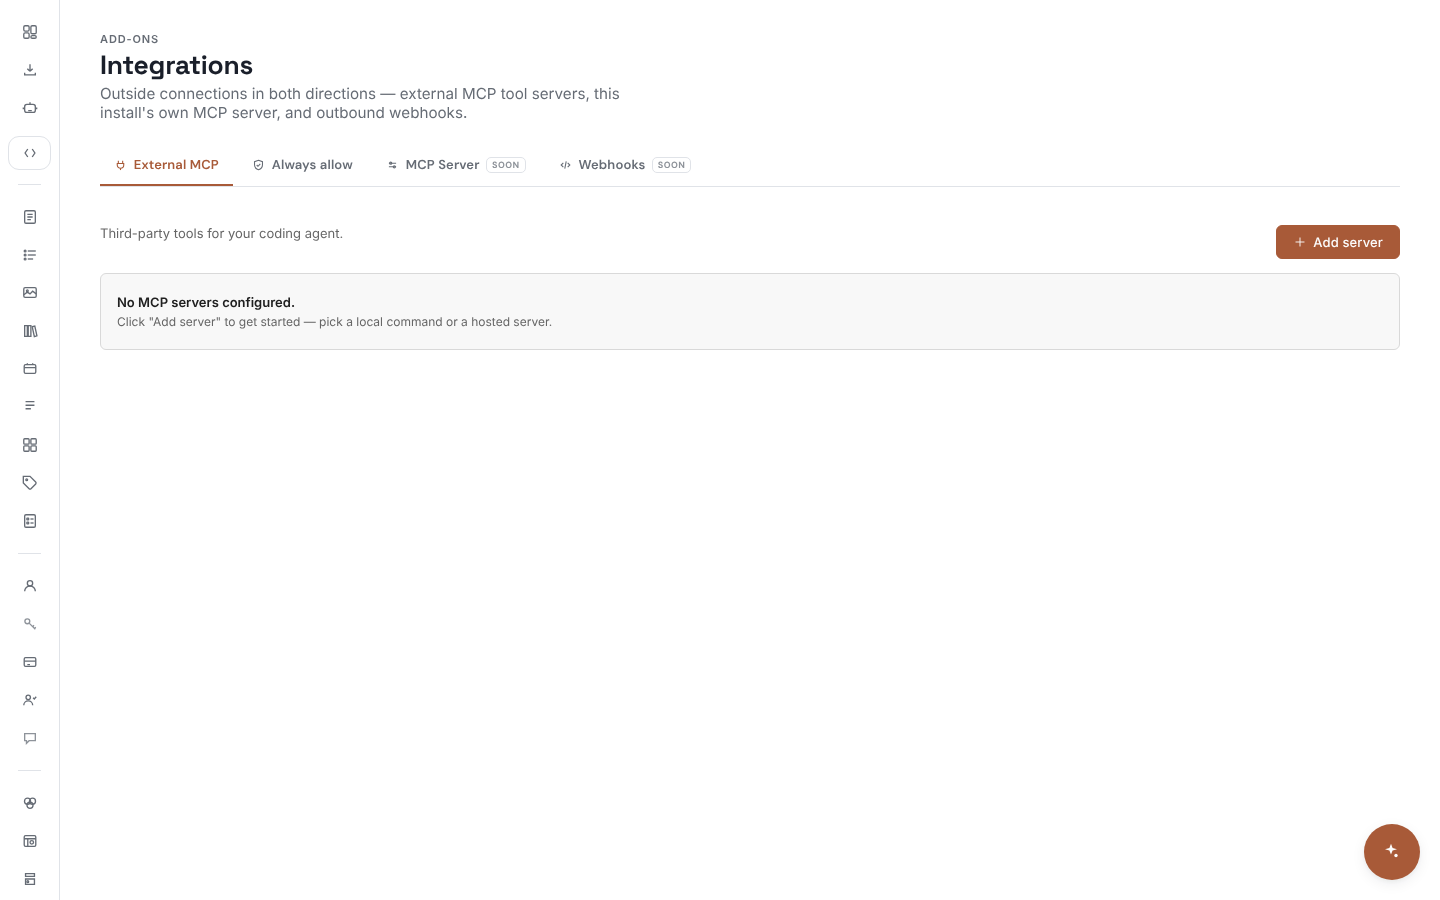 ADD-ONS
Integrations
Outside connections in both directions — external MCP tool servers, this
install's own MCP server, and outbound webhooks.
External MCP
Always allow
MCP Server SOON
Webhooks SOON
Third-party tools for your coding agent.
Add server
No MCP servers configured.
Click "Add server" to get started — pick a local command or a hosted server.